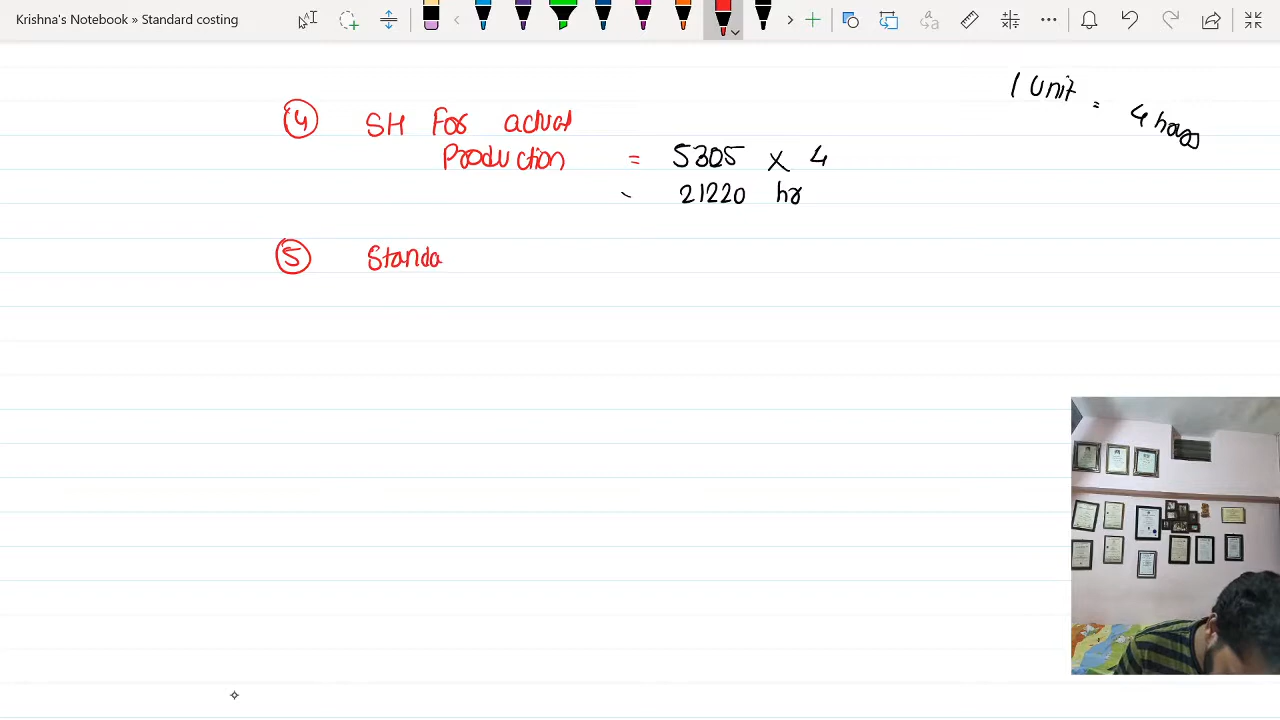 Krishna's Notebook » Standard costing
1 Unit = 4 hours
④ SH For actual
Production = 5305 x 4
21220 hr
⑤ Standa